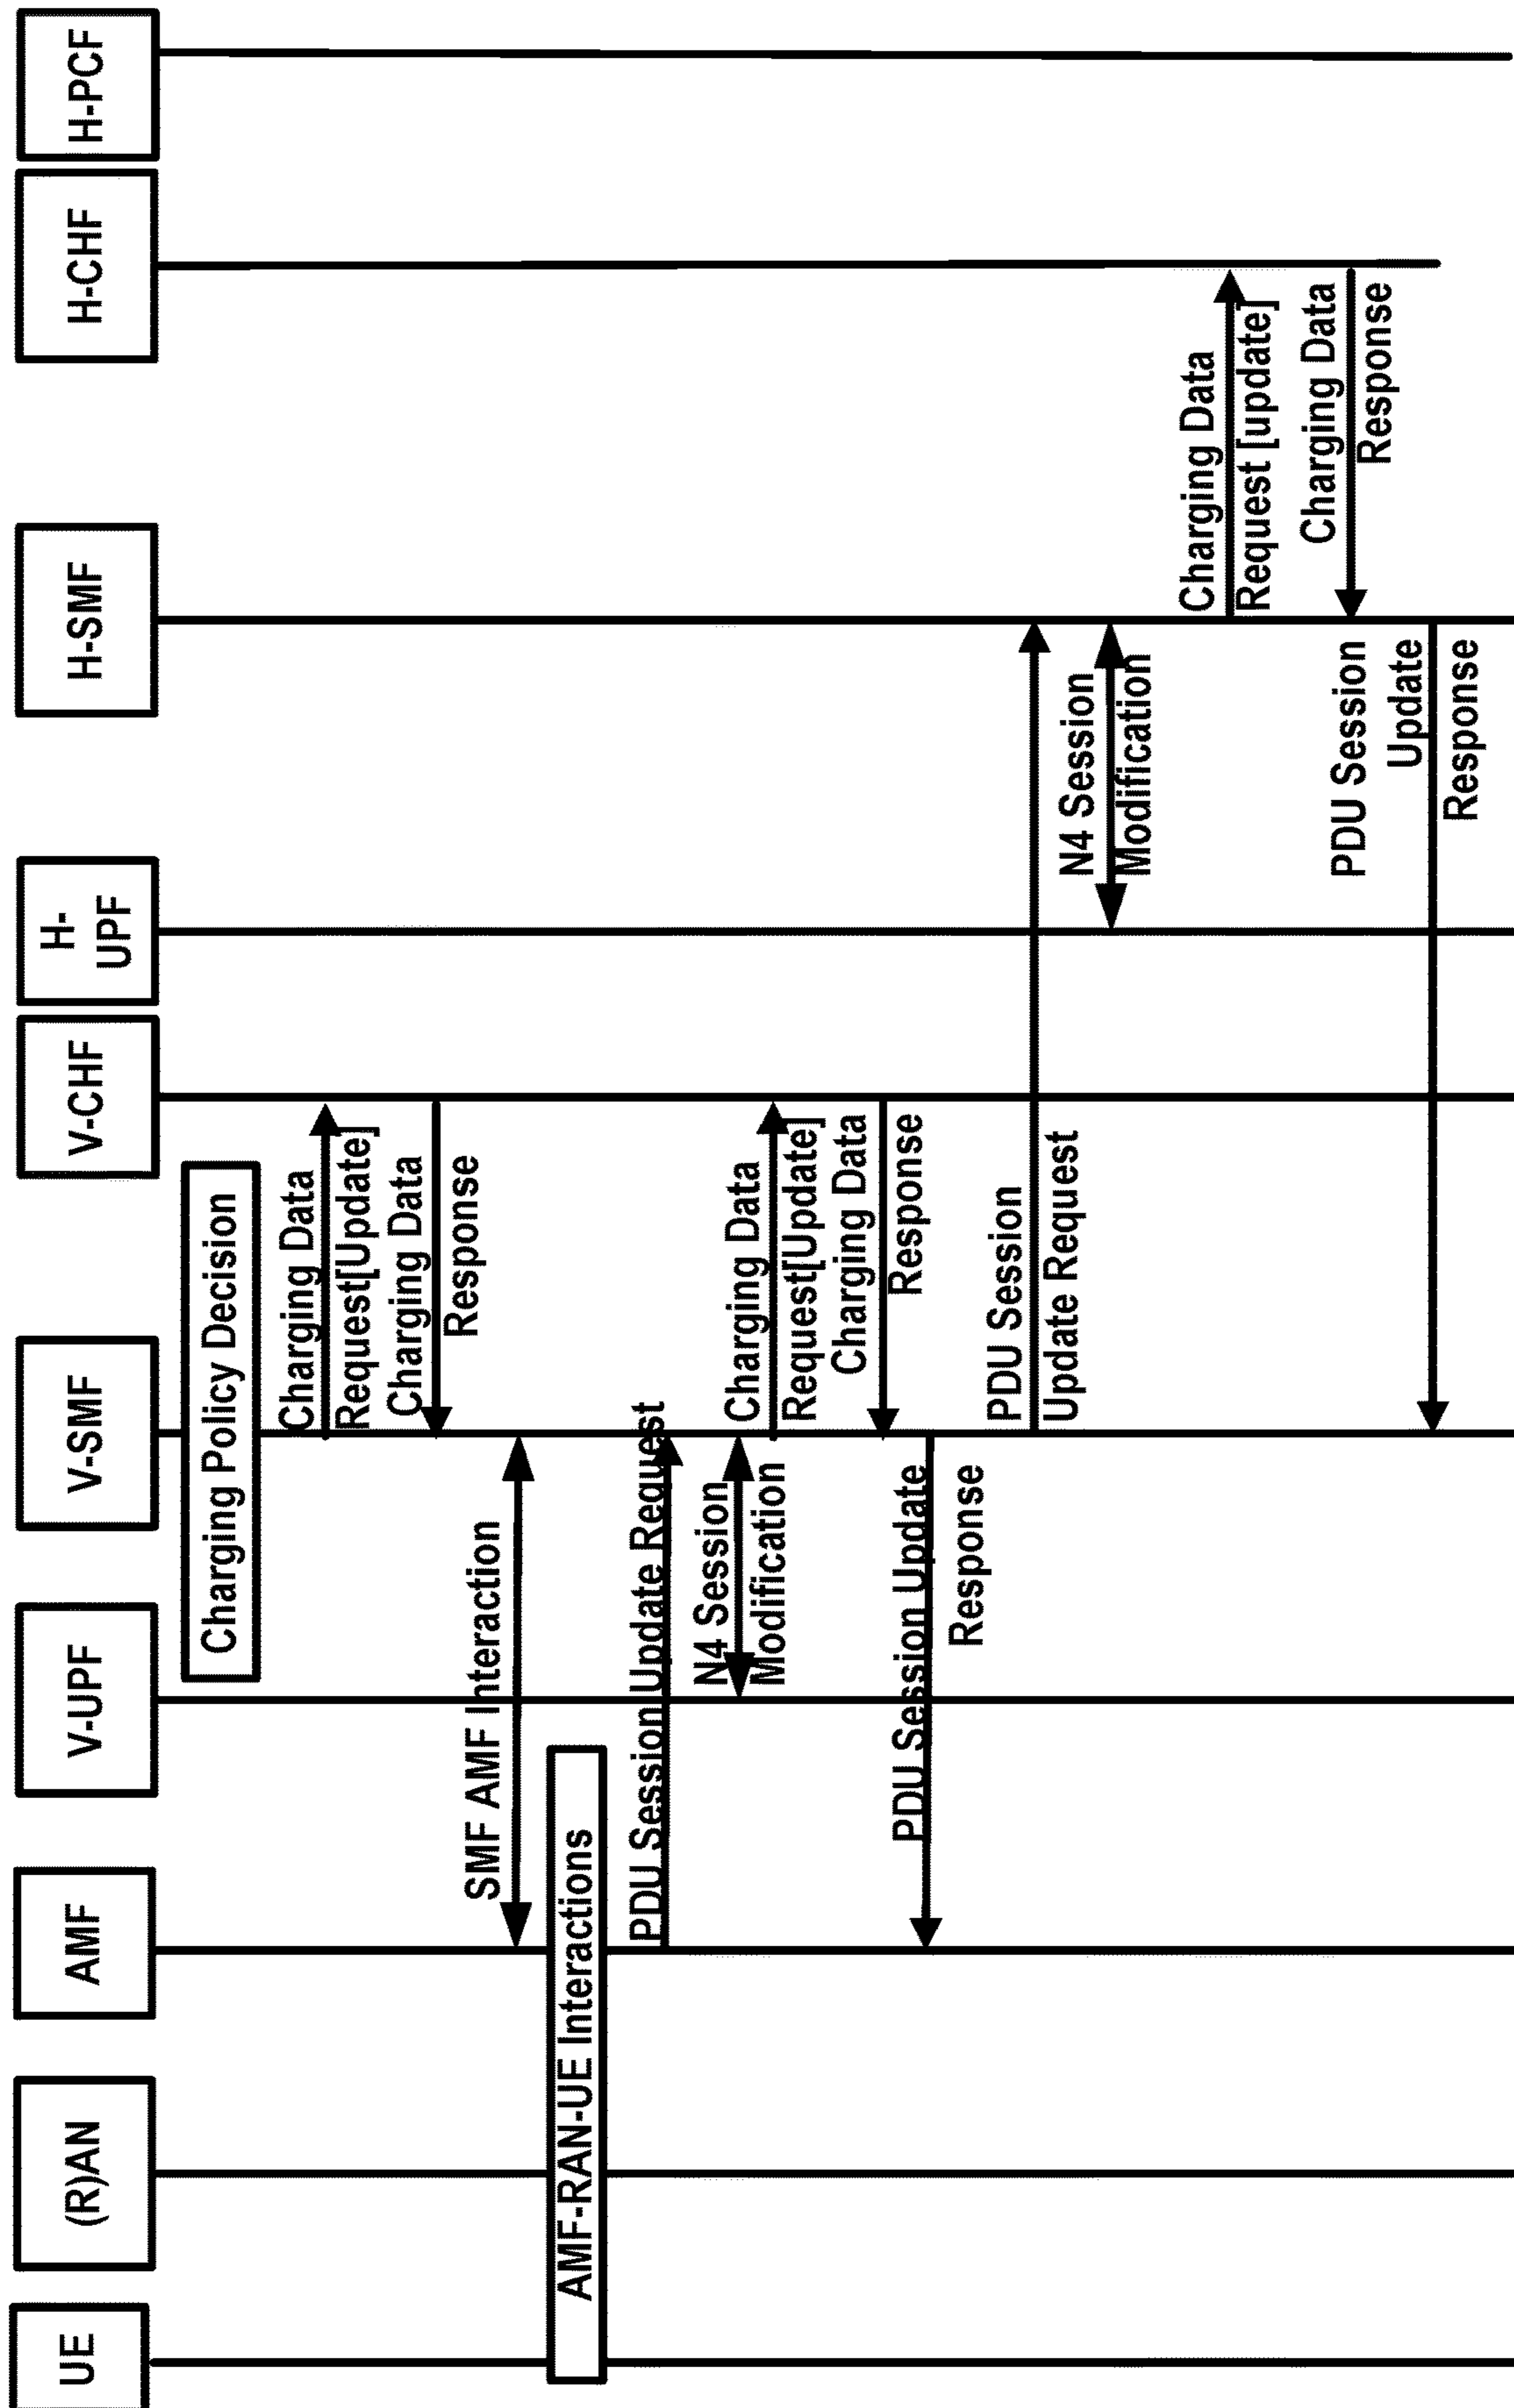 UE
(R)AN
AMF
V-UPF
V-SMF
V-CHF
H-
UPF
H-SMF
H-CHF
H-PCF
Charging Policy Decision
Charging Data
Request[Update]
Charging Data
Response
SMF AMF Interaction
AMF-RAN-UE Interactions
PDU Session Update Request
N4 Session
Modification
Charging Data
Request[Update]
Charging Data
Response
PDU Session Update
Response
PDU Session
Update Request
N4 Session
Modification
Charging Data
Request [update]
Charging Data
Response
PDU Session
Update
Response